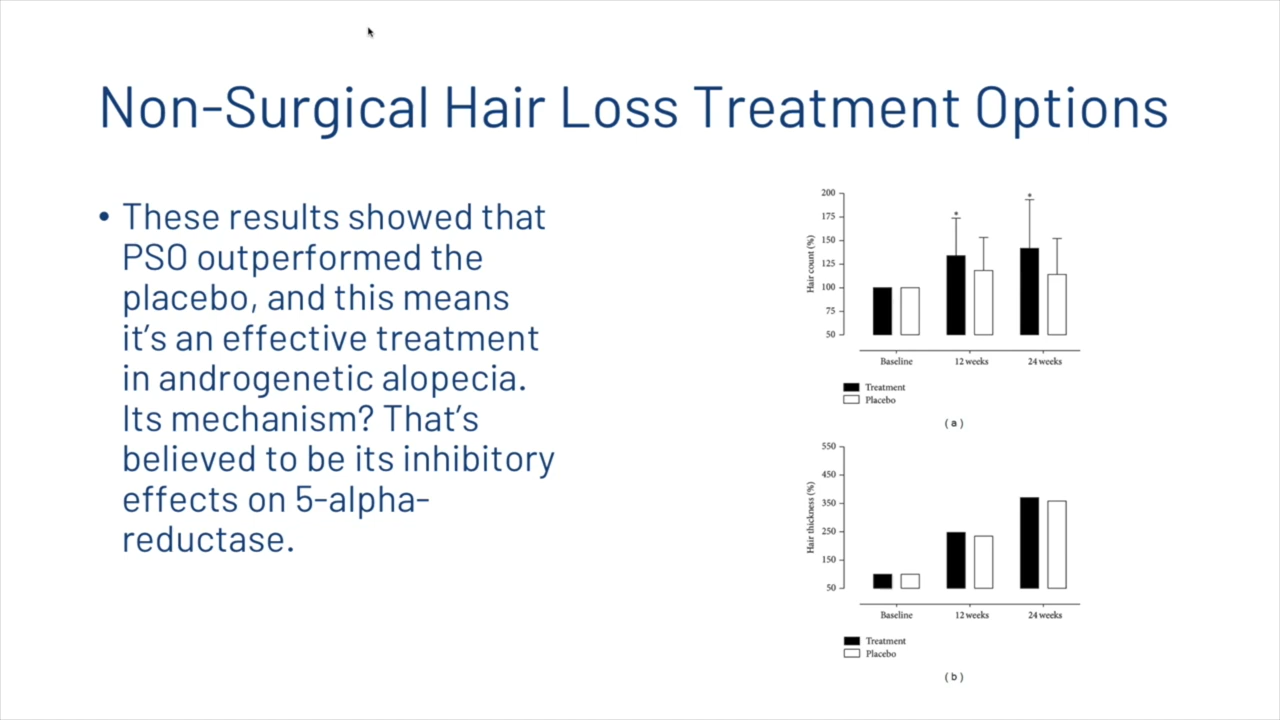 Non-Surgical Hair Loss Treatment Options
• These results showed that
PSO outperformed the
placebo, and this means
it’s an effective treatment
in androgenetic alopecia.
Its mechanism? That’s
believed to be its inhibitory
effects on 5-alpha-
reductase.
Hair count (%)
200
175
150
125
100
75
50
* *
Baseline 12 weeks 24 weeks
Treatment
Placebo
(a)
Hair thickness (%)
550
450
350
250
150
50
Baseline 12 weeks 24 weeks
Treatment
Placebo
(b)